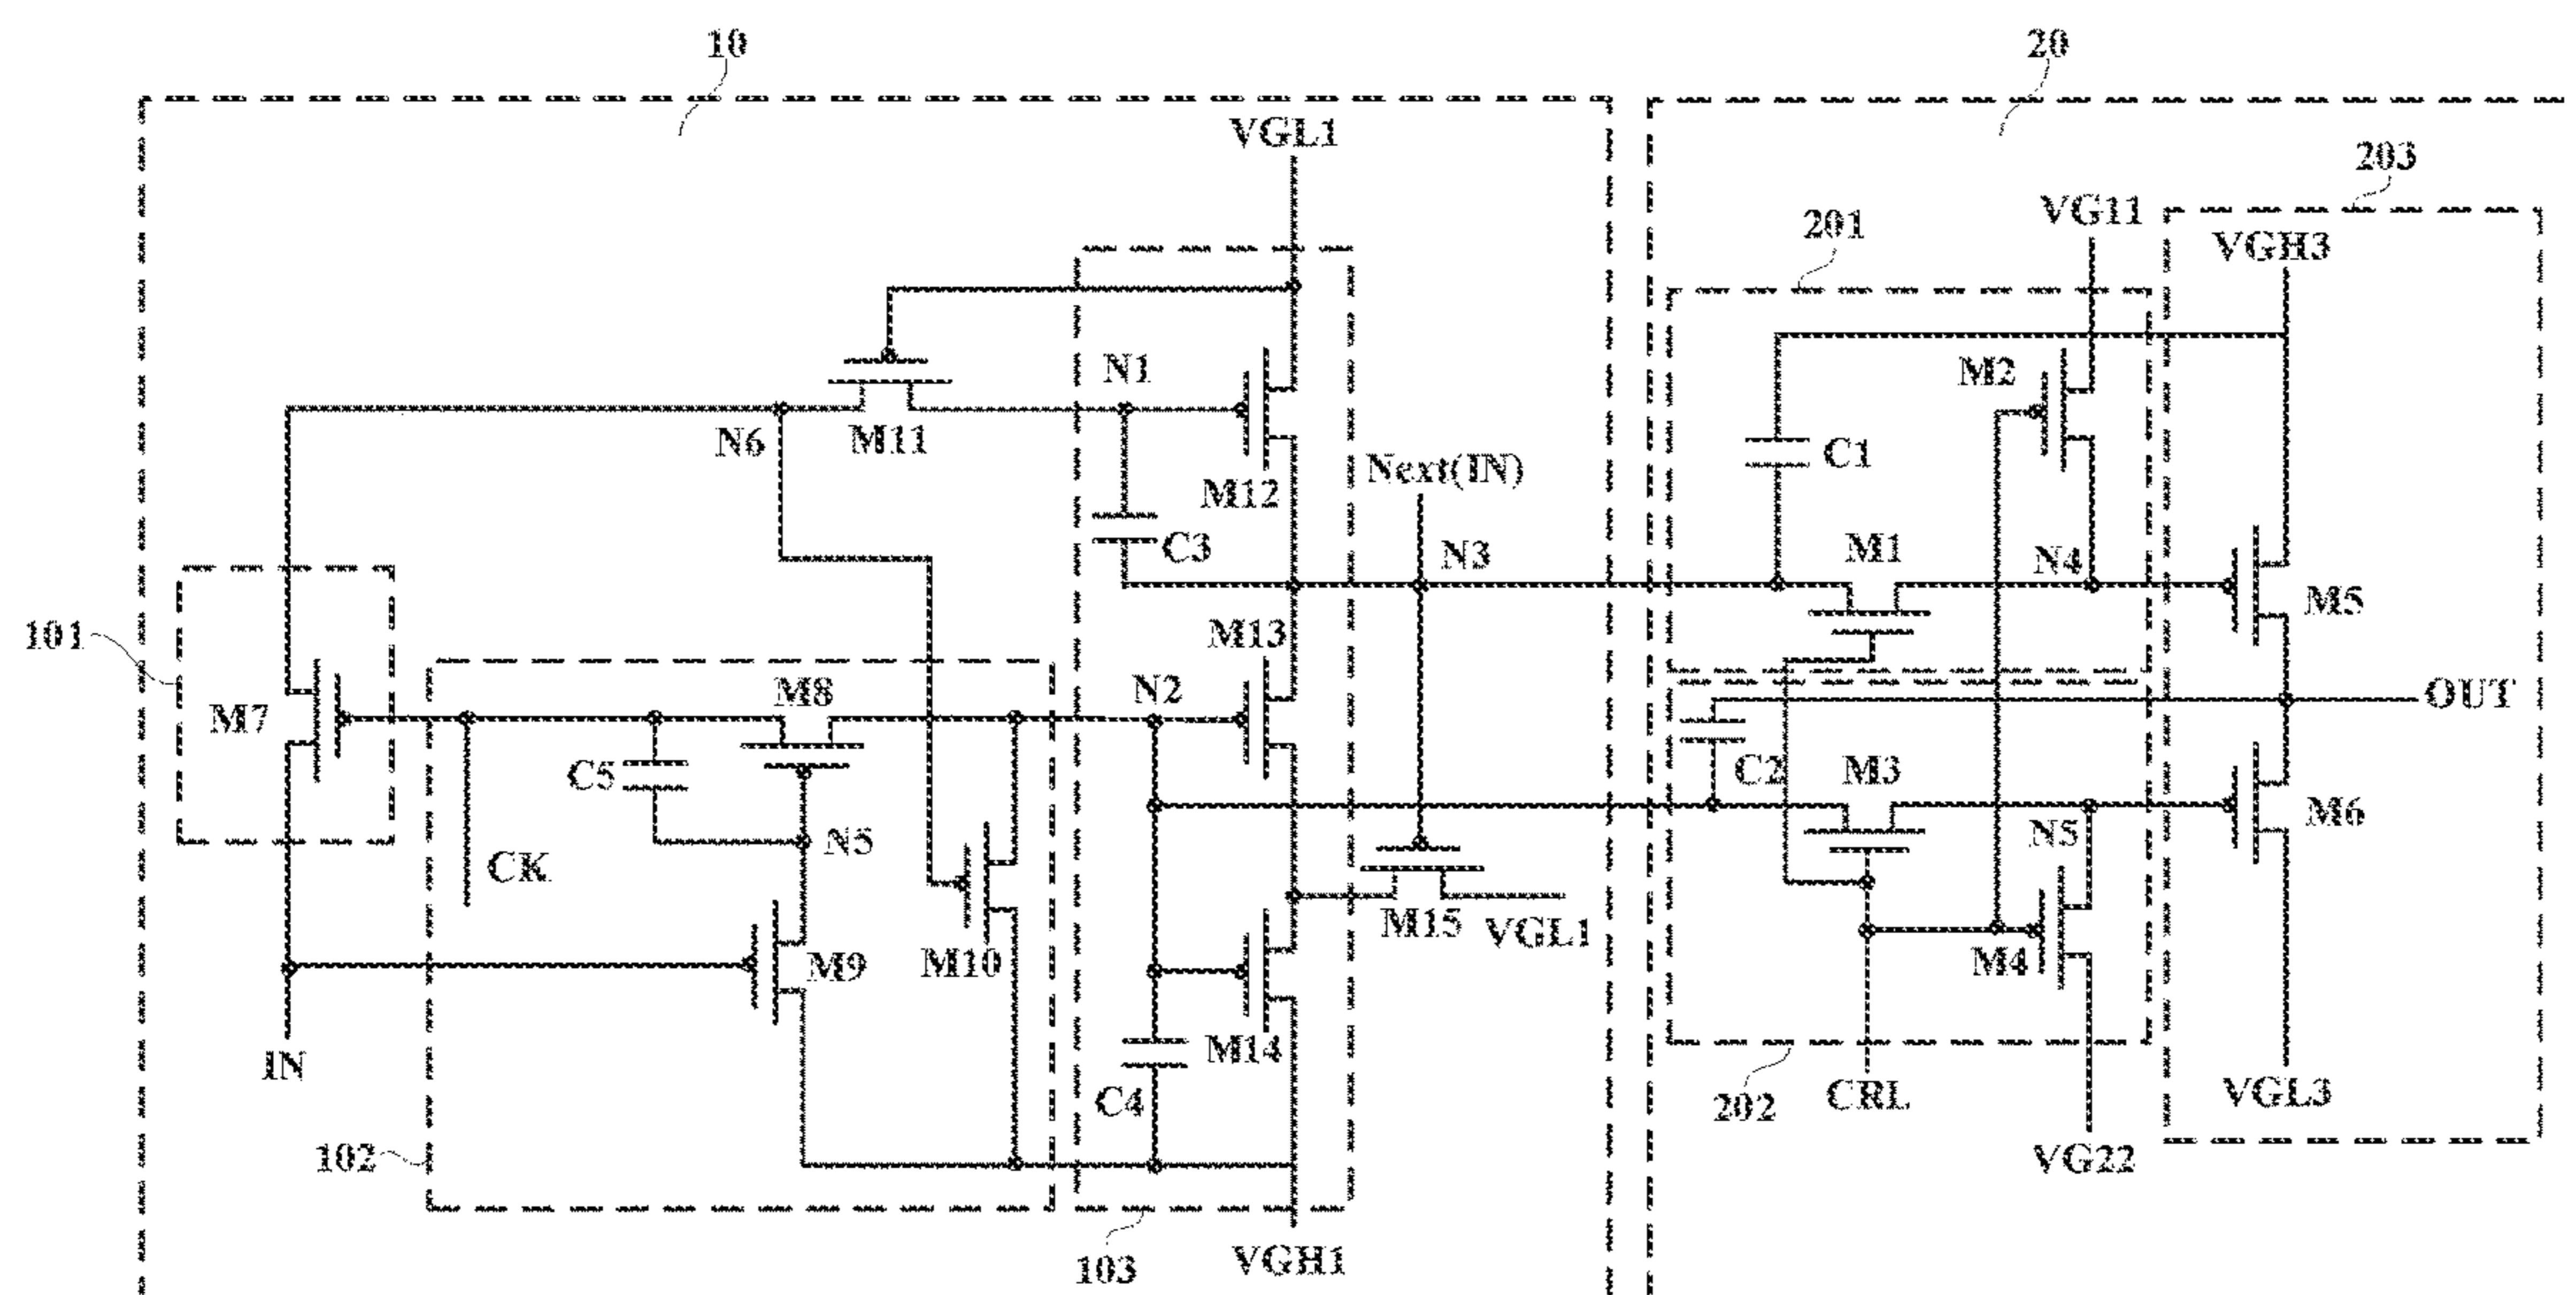 10
20
VGL1
203
201
VG11
VGH3
N1
M2
N6
M11
C1
Next(IN)
M12
C3
N3
M1
N4
M5
101
M13
M7
M8
N2
OUT
C5
C2
M3
M6
N5
N5
CK
M15
VGL1
M9
M10
M4
IN
M14
C4
CRL
VGL3
202
102
VG22
103
VGH1